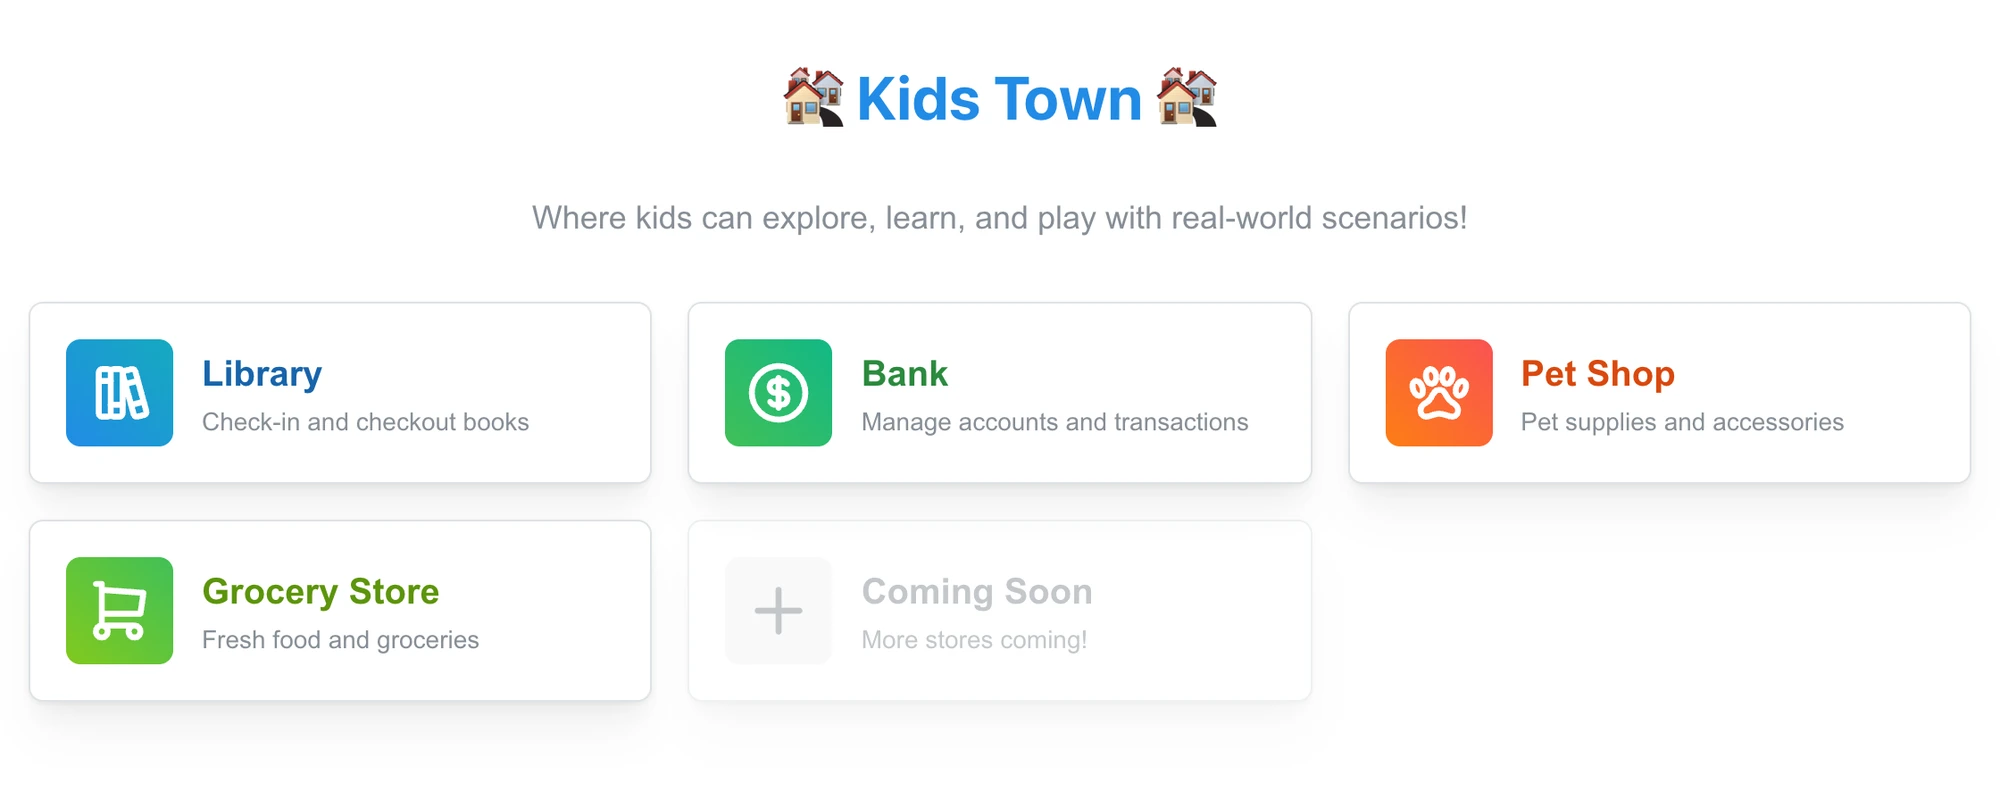 Kids Town
Where kids can explore, learn, and play with real-world scenarios!
Library
Check-in and checkout books
Bank
Manage accounts and transactions
Pet Shop
Pet supplies and accessories
Grocery Store
Fresh food and groceries
Coming Soon
More stores coming!